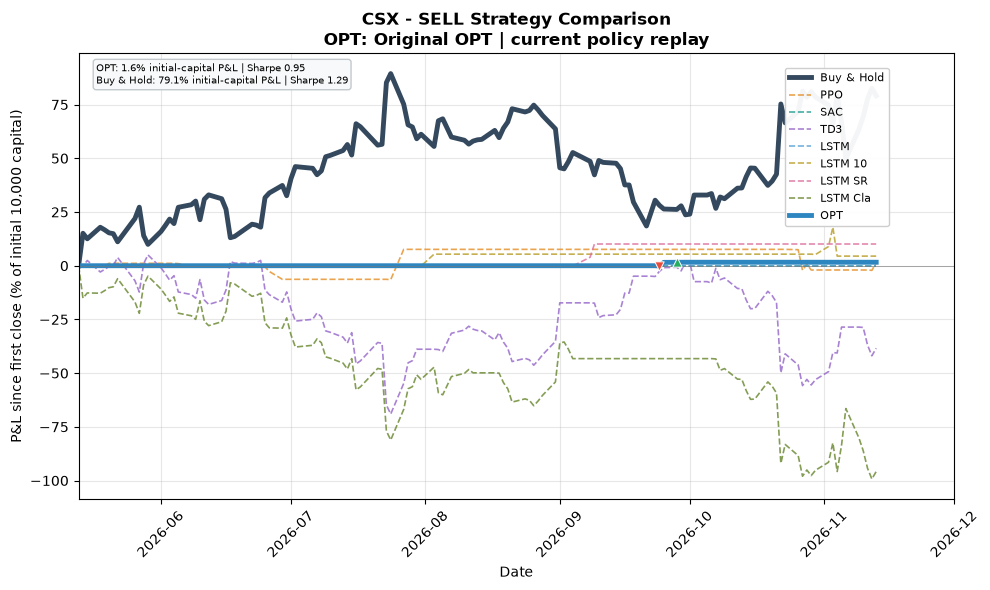 CSX - SELL Strategy Comparison
OPT: Original OPT | current policy replay
OPT: 1.6% initial-capital P&L | Sharpe 0.95
Buy & Hold: 79.1% initial-capital P&L | Sharpe 1.29
Buy & Hold
PPO
SAC
TD3
LSTM
LSTM 10
LSTM SR
LSTM Cla
OPT
P&L since first close (% of initial 10,000 capital)
75
50
25
0
−25
−50
−75
−100
2026-06
2026-07
2026-08
2026-09
2026-10
2026-11
2026-12
Date